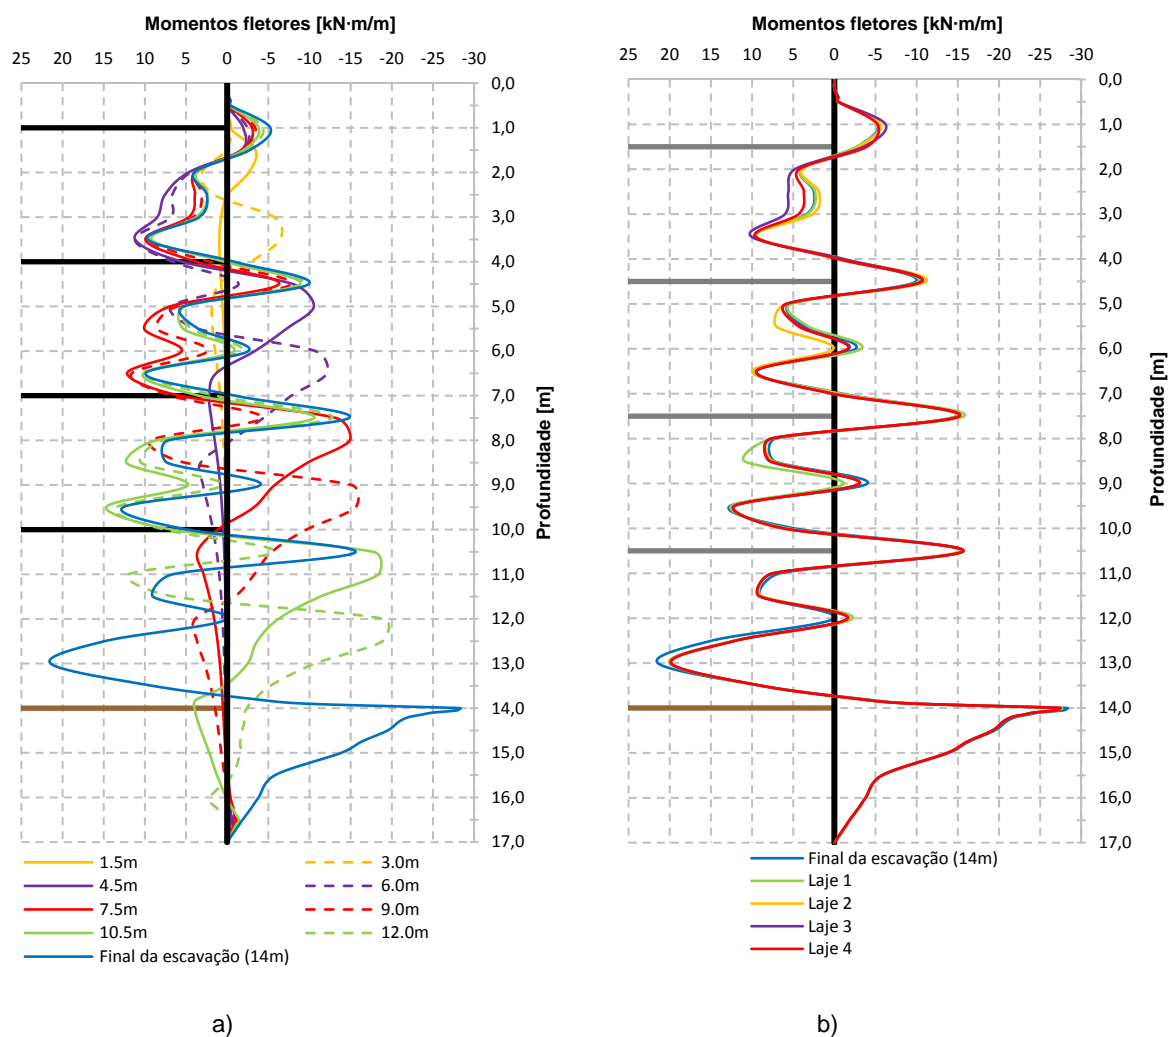 Momentos fletores [kN·m/m]
25 20 15 10 5 0 -5 -10 -15 -20 -25 -30
0,0
1,0
2,0
3,0
4,0
5,0
6,0
7,0
8,0
9,0
10,0
11,0
12,0
13,0
14,0
15,0
16,0
17,0
Profundidade [m]
1.5m 3.0m
4.5m 6.0m
7.5m 9.0m
10.5m 12.0m
Final da escavação (14m)
a)
Momentos fletores [kN·m/m]
25 20 15 10 5 0 -5 -10 -15 -20 -25 -30
0,0
1,0
2,0
3,0
4,0
5,0
6,0
7,0
8,0
9,0
10,0
11,0
12,0
13,0
14,0
15,0
16,0
17,0
Profundidade [m]
Final da escavação (14m)
Laje 1
Laje 2
Laje 3
Laje 4
b)